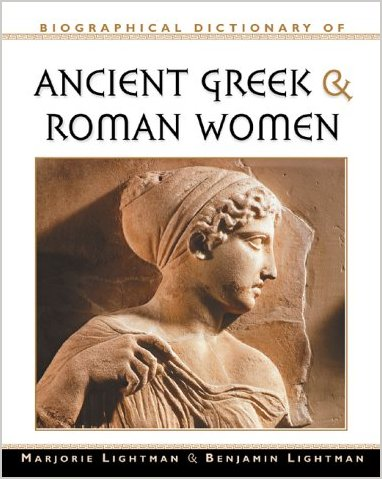 BIOGRAPHICAL DICTIONARY OF
ANCIENT GREEK &
ROMAN WOMEN
MARJORIE LIGHTMAN & BENJAMIN LIGHTMAN